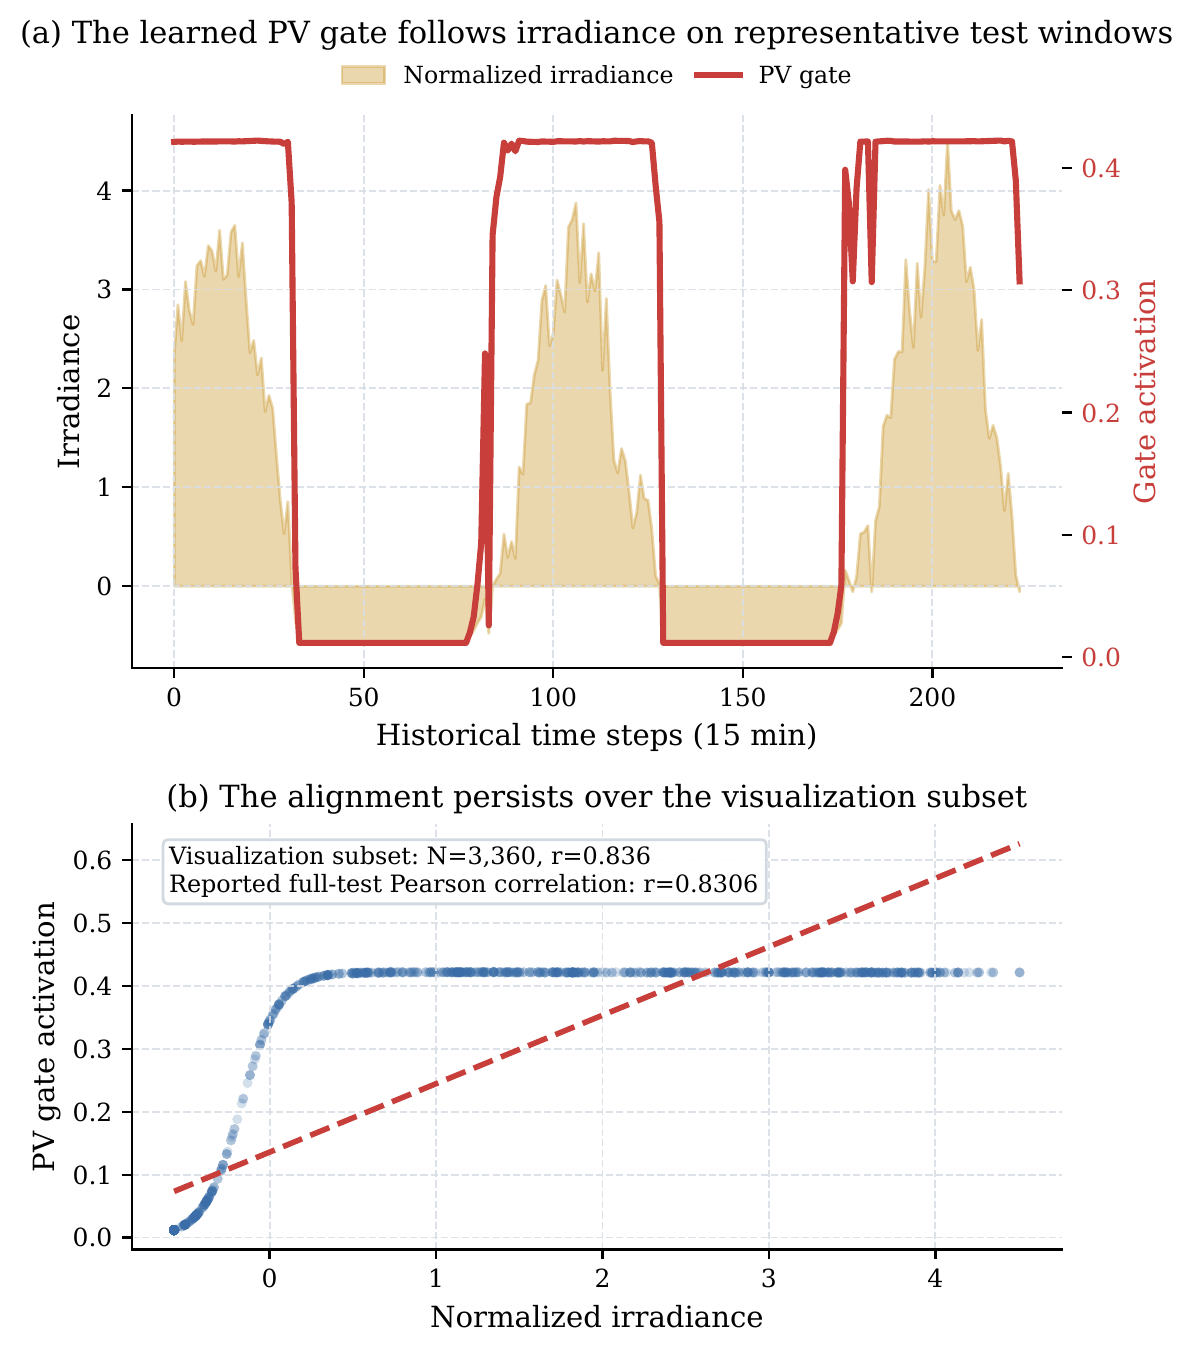 (a) The learned PV gate follows irradiance on representative test windows
Normalized irradiance
PV gate
Irradiance
4
3
2
1
0
0.4
0.3
0.2
0.1
0.0
Gate activation
0
50
100
150
200
Historical time steps (15 min)
(b) The alignment persists over the visualization subset
Visualization subset: N=3,360, r=0.836
Reported full-test Pearson correlation: r=0.8306
PV gate activation
0.6
0.5
0.4
0.3
0.2
0.1
0.0
0
1
2
3
4
Normalized irradiance